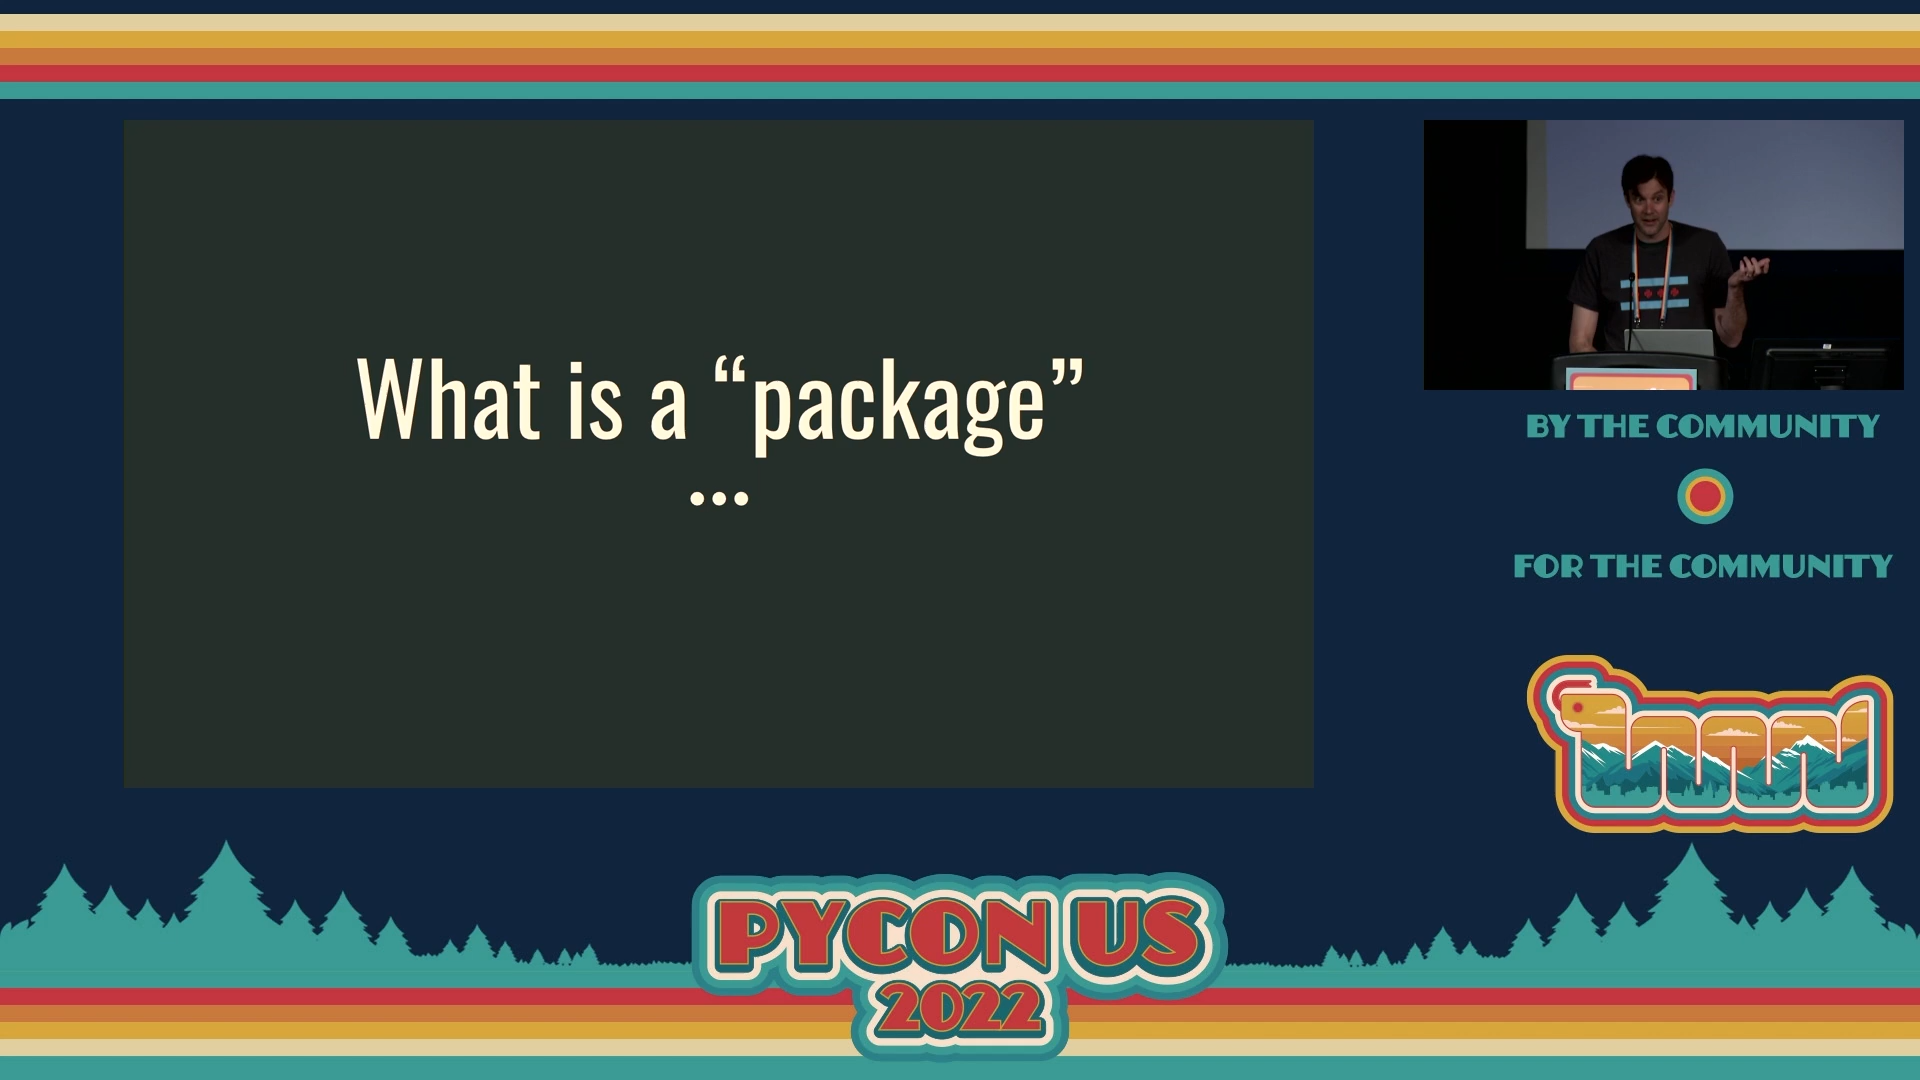 What is a “package”
...
BY THE COMMUNITY
FOR THE COMMUNITY
PYCON US
2022